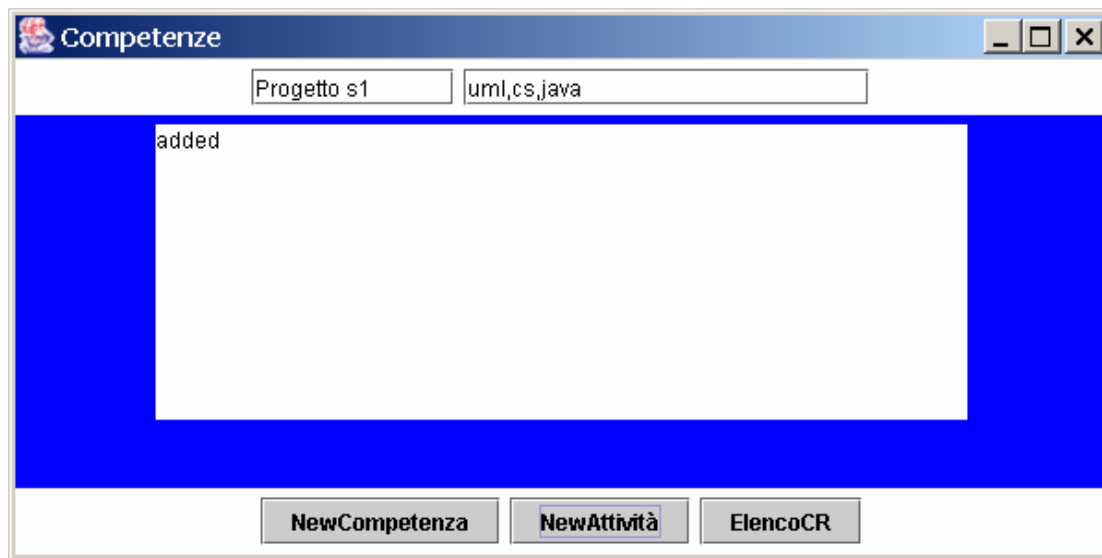 Competenze
Progetto s1 uml,cs,java
added
NewCompetenza NewAttività ElencoCR